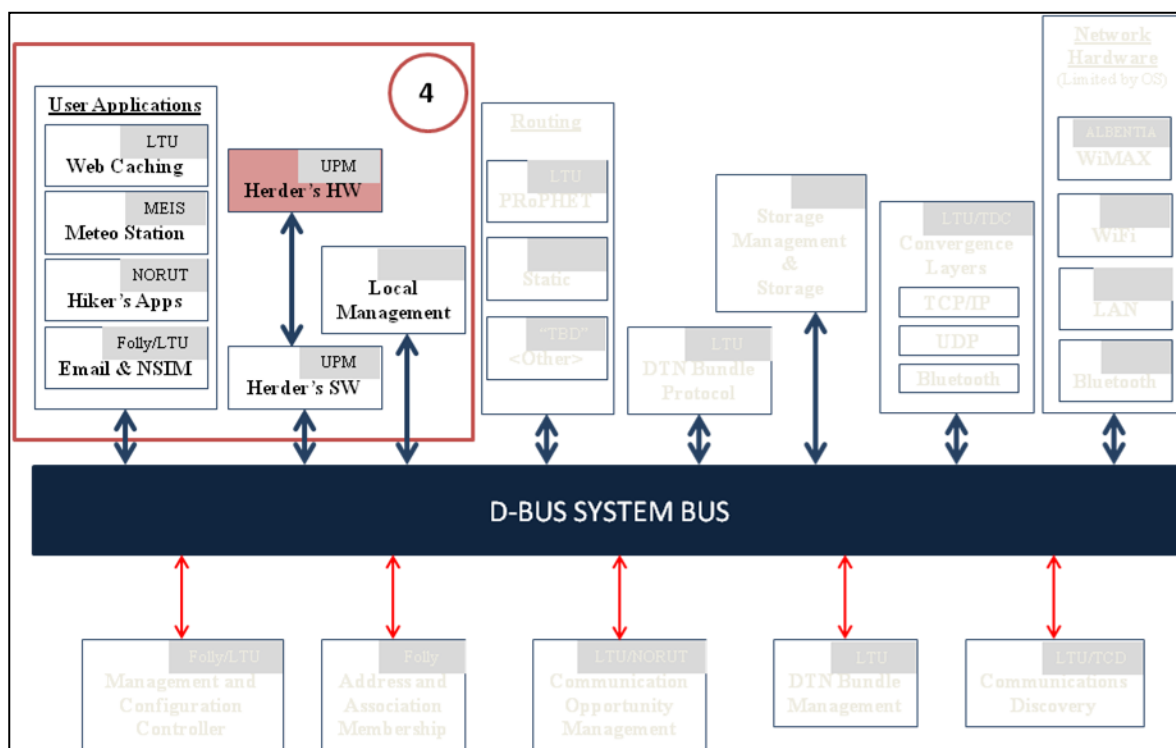 4
User Applications
LTU
Web Caching
MEIS
Meteo Station
NORUT
Hiker's Apps
Folly/LTU
Email & NSIM
UPM
Herder's HW
Local
Management
UPM
Herder's SW
Routing
LTU
PRoPHET
Static
"TBD"
<Other>
LTU
DTN Bundle
Protocol
Storage
Management
&
Storage
LTU/TDC
Convergence
Layers
TCP/IP
UDP
Bluetooth
Network
Hardware
(Limited by OS)
ALBENTIA
WiMAX
WiFi
LAN
Bluetooth
D-BUS SYSTEM BUS
Folly/LTU
Management and
Configuration
Controller
Folly
Address and
Association
Membership
LTU/NORUT
Communication
Opportunity
Management
LTU
DTN Bundle
Management
LTU/TCD
Communications
Discovery